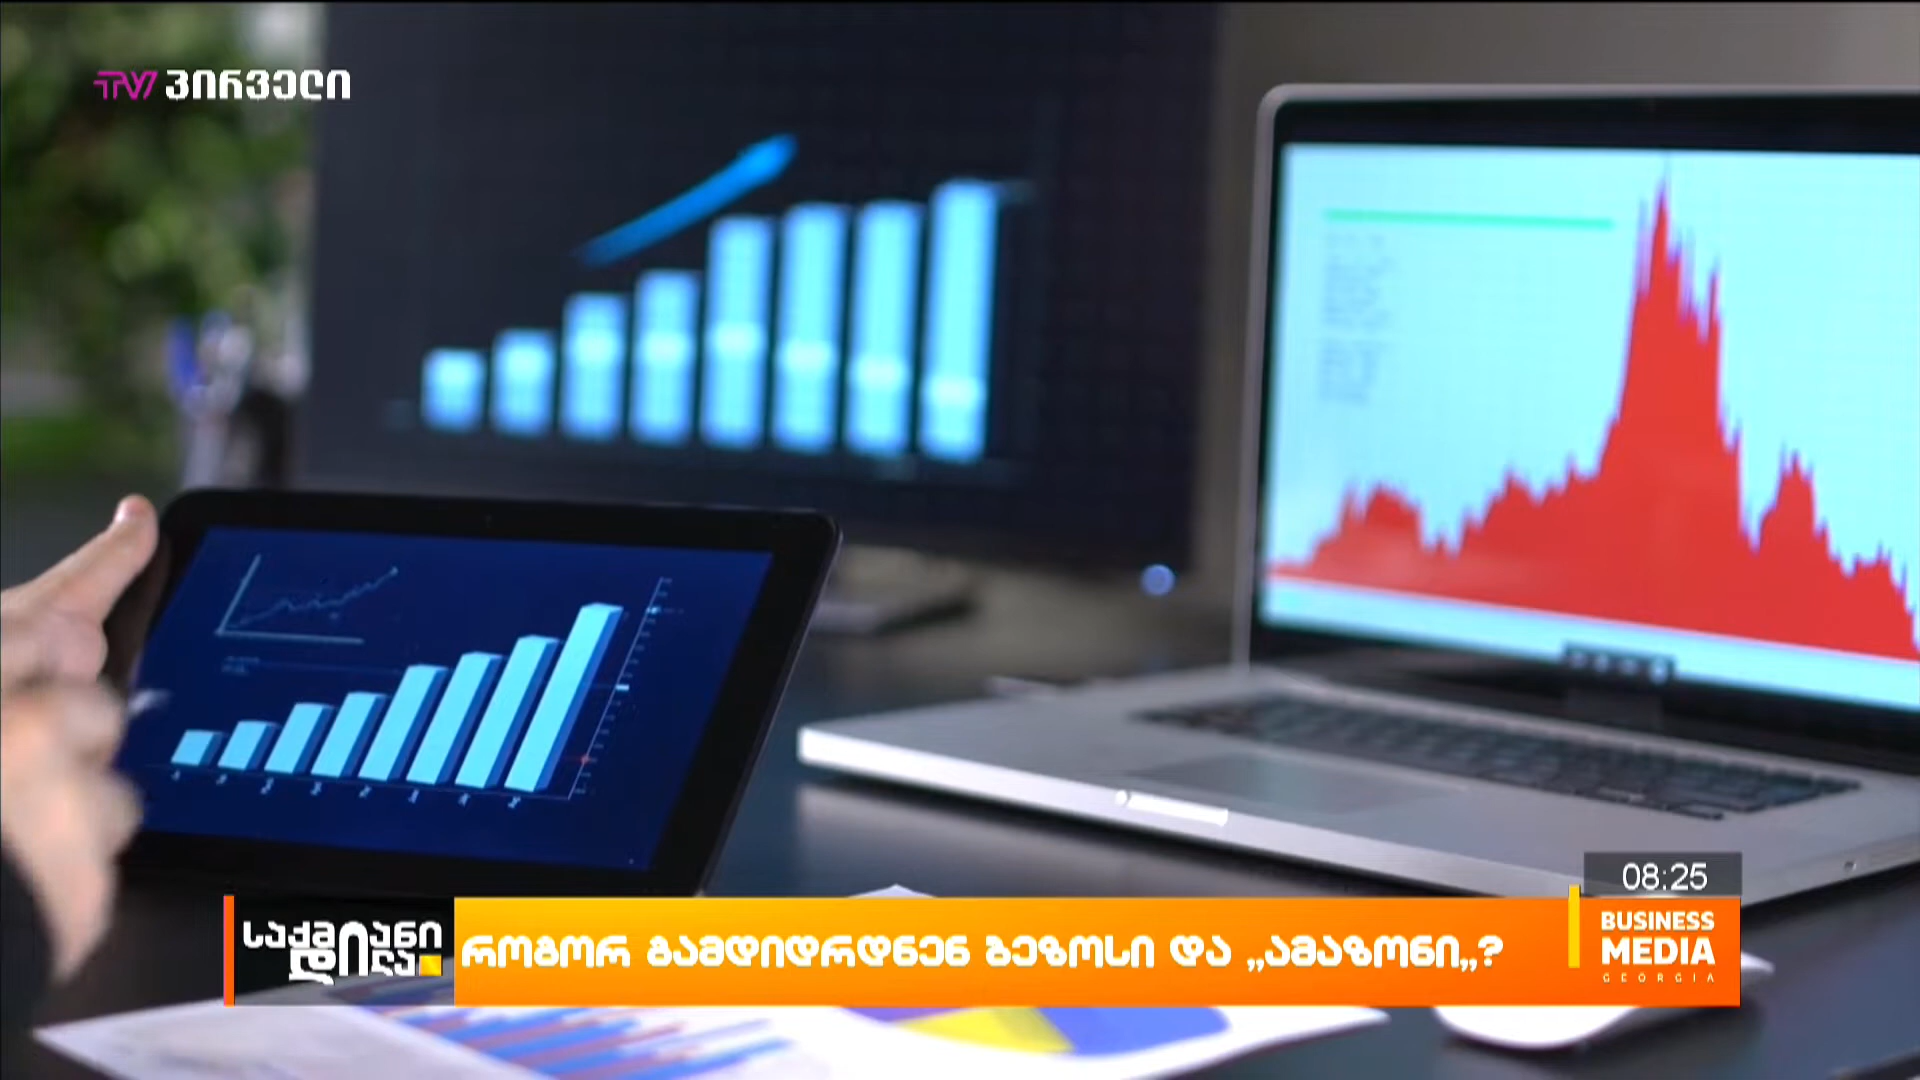 TV ᲞᲘᲠᲕᲔᲚᲘ
08:25
ᲡᲐᲥᲛᲘᲐᲜᲘ
ᲓᲘᲚᲐ
ᲠᲝᲒᲝᲠ ᲒᲐᲛᲓᲘᲓᲠᲓᲜᲔᲜ ᲑᲔᲖᲝᲡᲘ ᲓᲐ „ᲐᲛᲐᲖᲝᲜᲘ„?
BUSINESS
MEDIA
GEORGIA